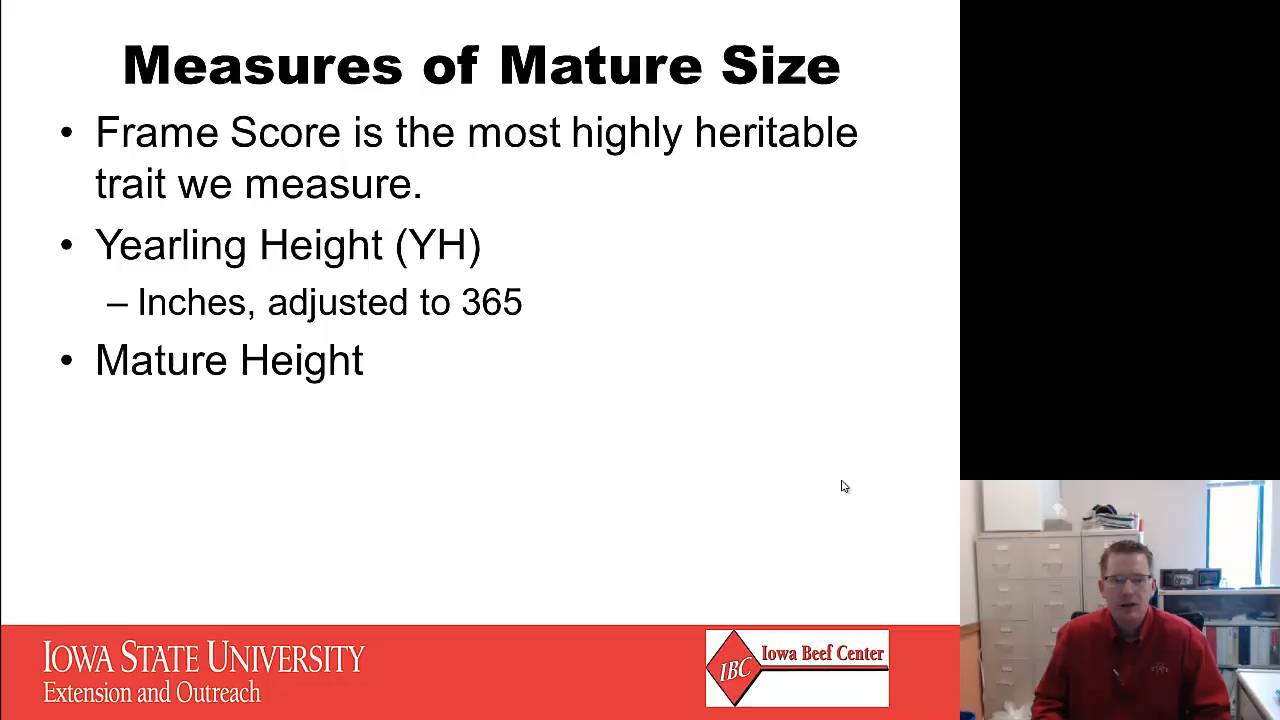 Measures of Mature Size
• Frame Score is the most highly heritable
trait we measure.
• Yearling Height (YH)
– Inches, adjusted to 365
• Mature Height
IOWA STATE UNIVERSITY
Extension and Outreach
IBC
Iowa Beef Center